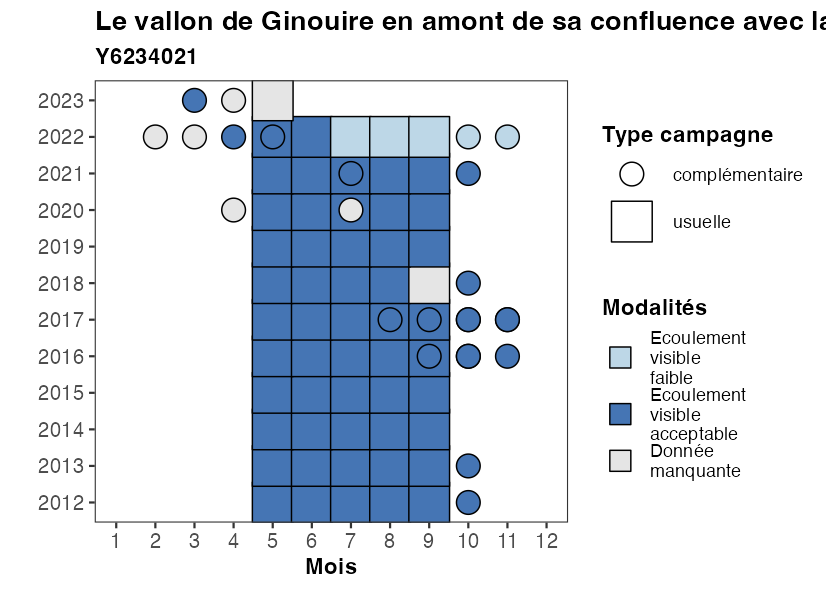 Le vallon de Ginouire en amont de sa confluence avec la
Y6234021
2023
2022
2021
2020
2019
2018
2017
2016
2015
2014
2013
2012
1 2 3 4 5 6 7 8 9 10 11 12
Mois
Type campagne
complémentaire
usuelle
Modalités
Ecoulement
visible
faible
Ecoulement
visible
acceptable
Donnée
manquante